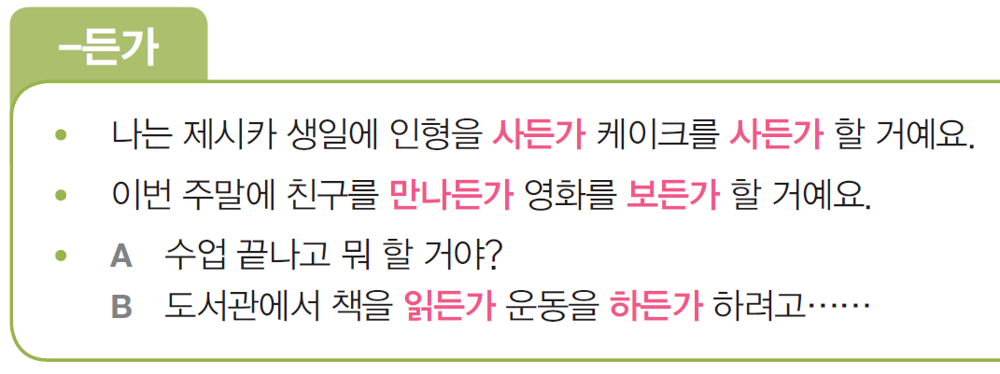 -든가
• 나는 제시카 생일에 인형을 사든가 케이크를 사든가 할 거예요.
• 이번 주말에 친구를 만나든가 영화를 보든가 할 거예요.
• A 수업 끝나고 뭐 할 거야?
B 도서관에서 책을 읽든가 운동을 하든가 하려고……